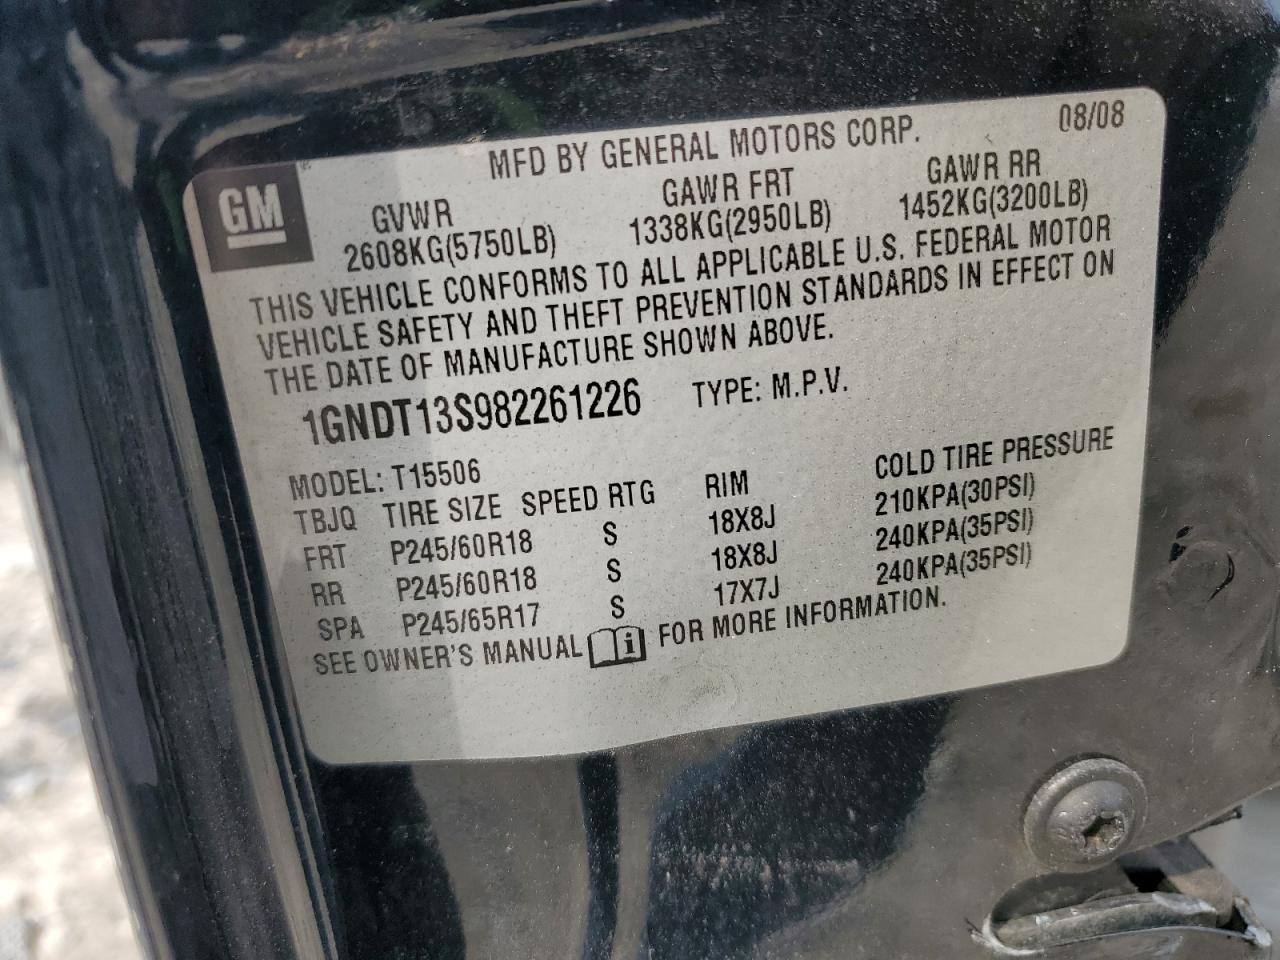 GM
MFD BY GENERAL MOTORS CORP. 08/08
GVWR GAWR FRT GAWR RR
2608KG(5750LB) 1338KG(2950LB) 1452KG(3200LB)
THIS VEHICLE CONFORMS TO ALL APPLICABLE U.S. FEDERAL MOTOR
VEHICLE SAFETY AND THEFT PREVENTION STANDARDS IN EFFECT ON
THE DATE OF MANUFACTURE SHOWN ABOVE.
1GNDT13S982261226 TYPE: M.P.V.
MODEL: T15506
TBJQ TIRE SIZE SPEED RTG RIM COLD TIRE PRESSURE
FRT P245/60R18 S 18X8J 210KPA(30PSI)
RR P245/60R18 S 18X8J 240KPA(35PSI)
SPA P245/65R17 S 17X7J 240KPA(35PSI)
SEE OWNER'S MANUAL i FOR MORE INFORMATION.